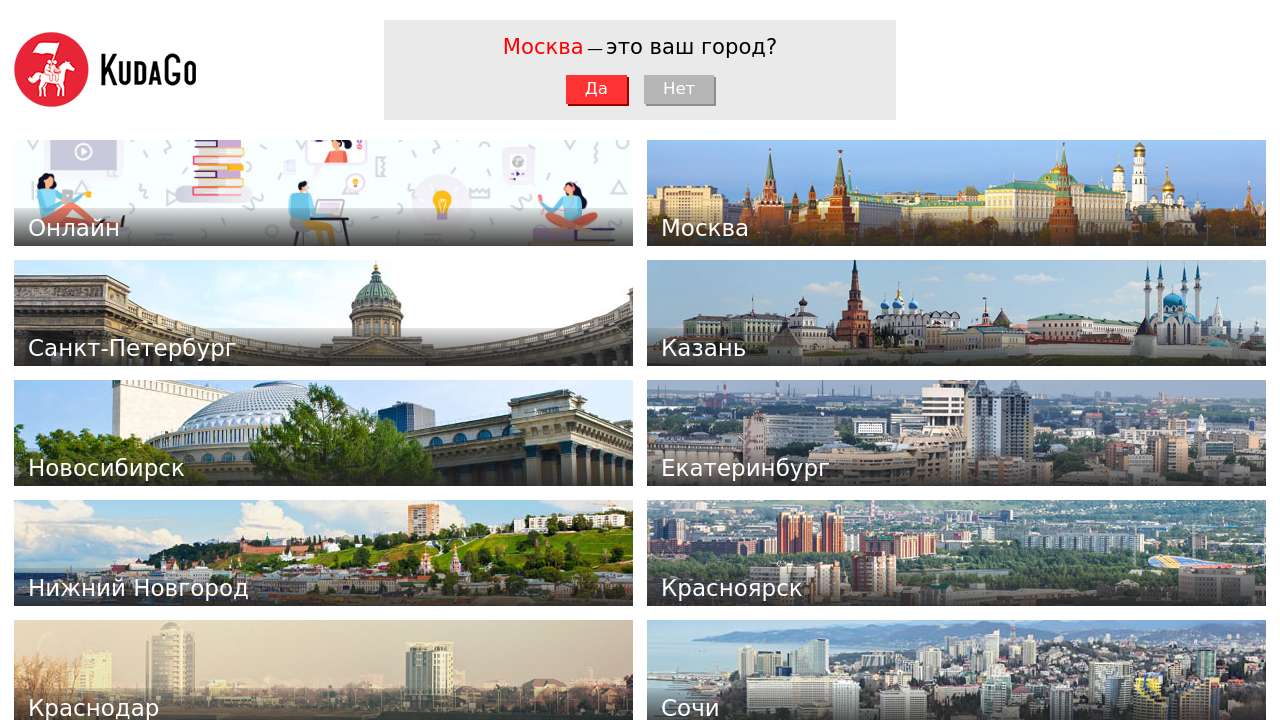 KudaGo
Москва — это ваш город?
Да
Нет
Онлайн
Москва
Санкт-Петербург
Казань
Новосибирск
Екатеринбург
Нижний Новгород
Красноярск
Краснодар
Сочи